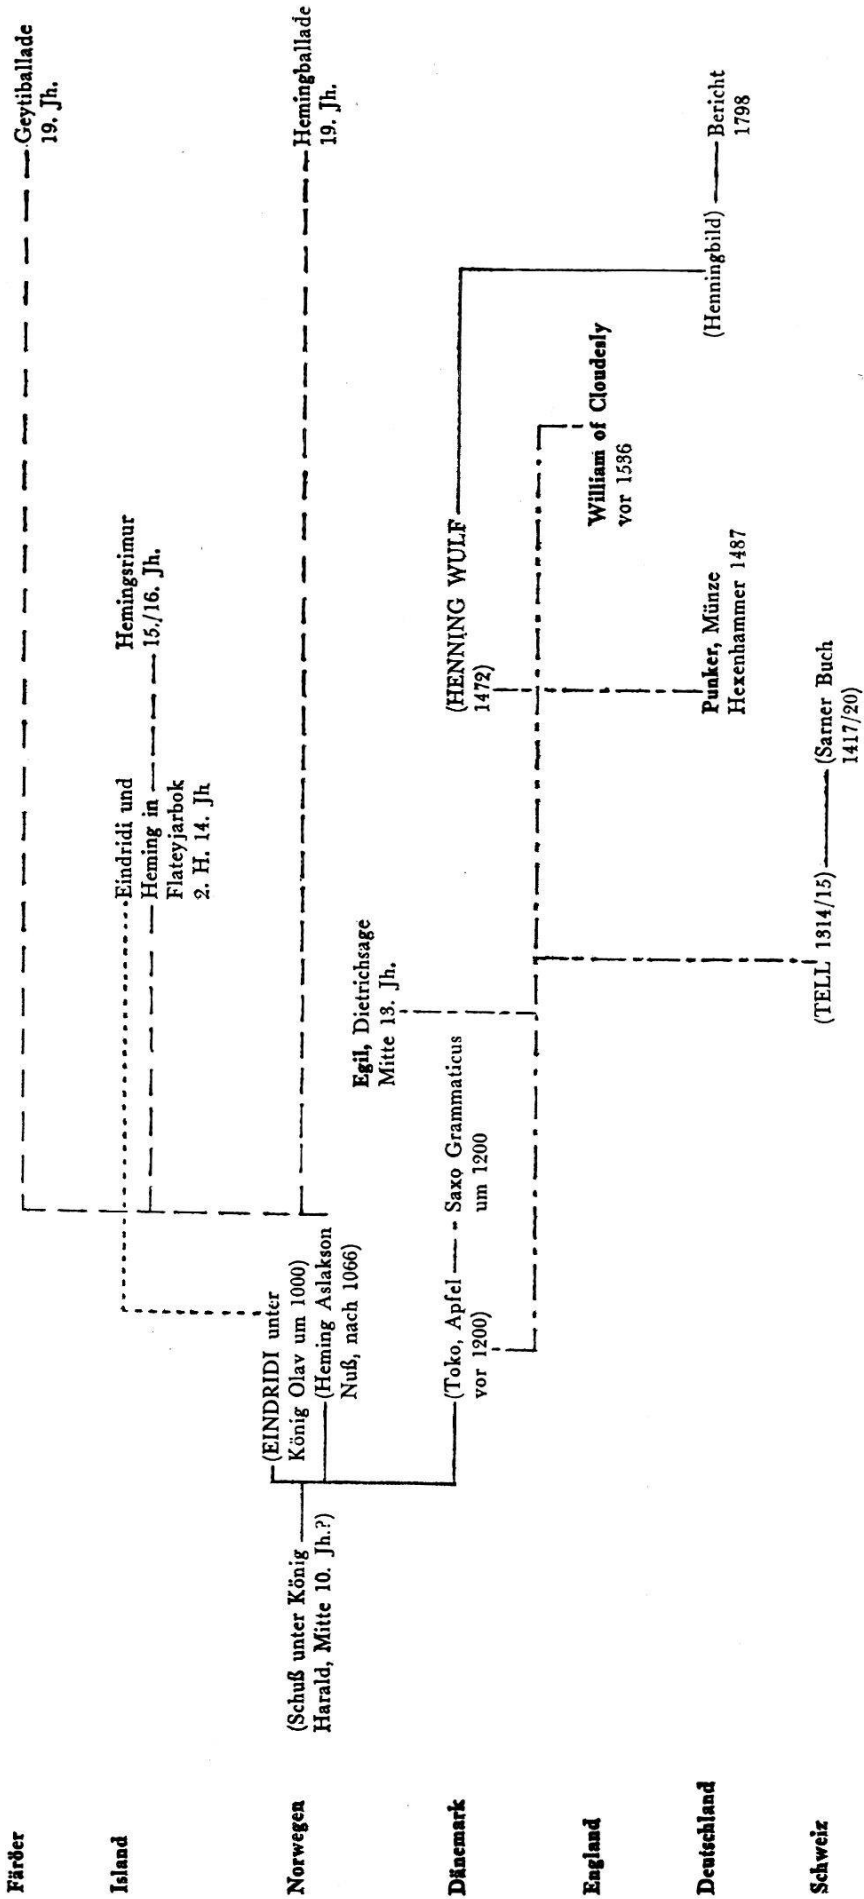 Färöer
Geytiballade
19. Jh.
Island
Eindridi und
Heming in
Flateyjarbok
2. H. 14. Jh
Hemingsrimur
15./16. Jh.
Norwegen
(Schuß unter König
Harald, Mitte 10. Jh.?)
(EINDRIDI unter
König Olav um 1000)
(Heming Aslakson
Nuß, nach 1066)
Egil, Dietrichsage
Mitte 13. Jh.
Hemingballade
19. Jh.
Dänemark
(Toko, Apfel
vor 1200)
Saxo Grammaticus
um 1200
(HENNING WULF
1472)
England
William of Cloudesly
vor 1536
Deutschland
Punker, Münze
Hexenhammer 1487
(Henningbild)
Bericht
1798
Schweiz
(TELL 1314/15)
(Sarner Buch
1417/20)